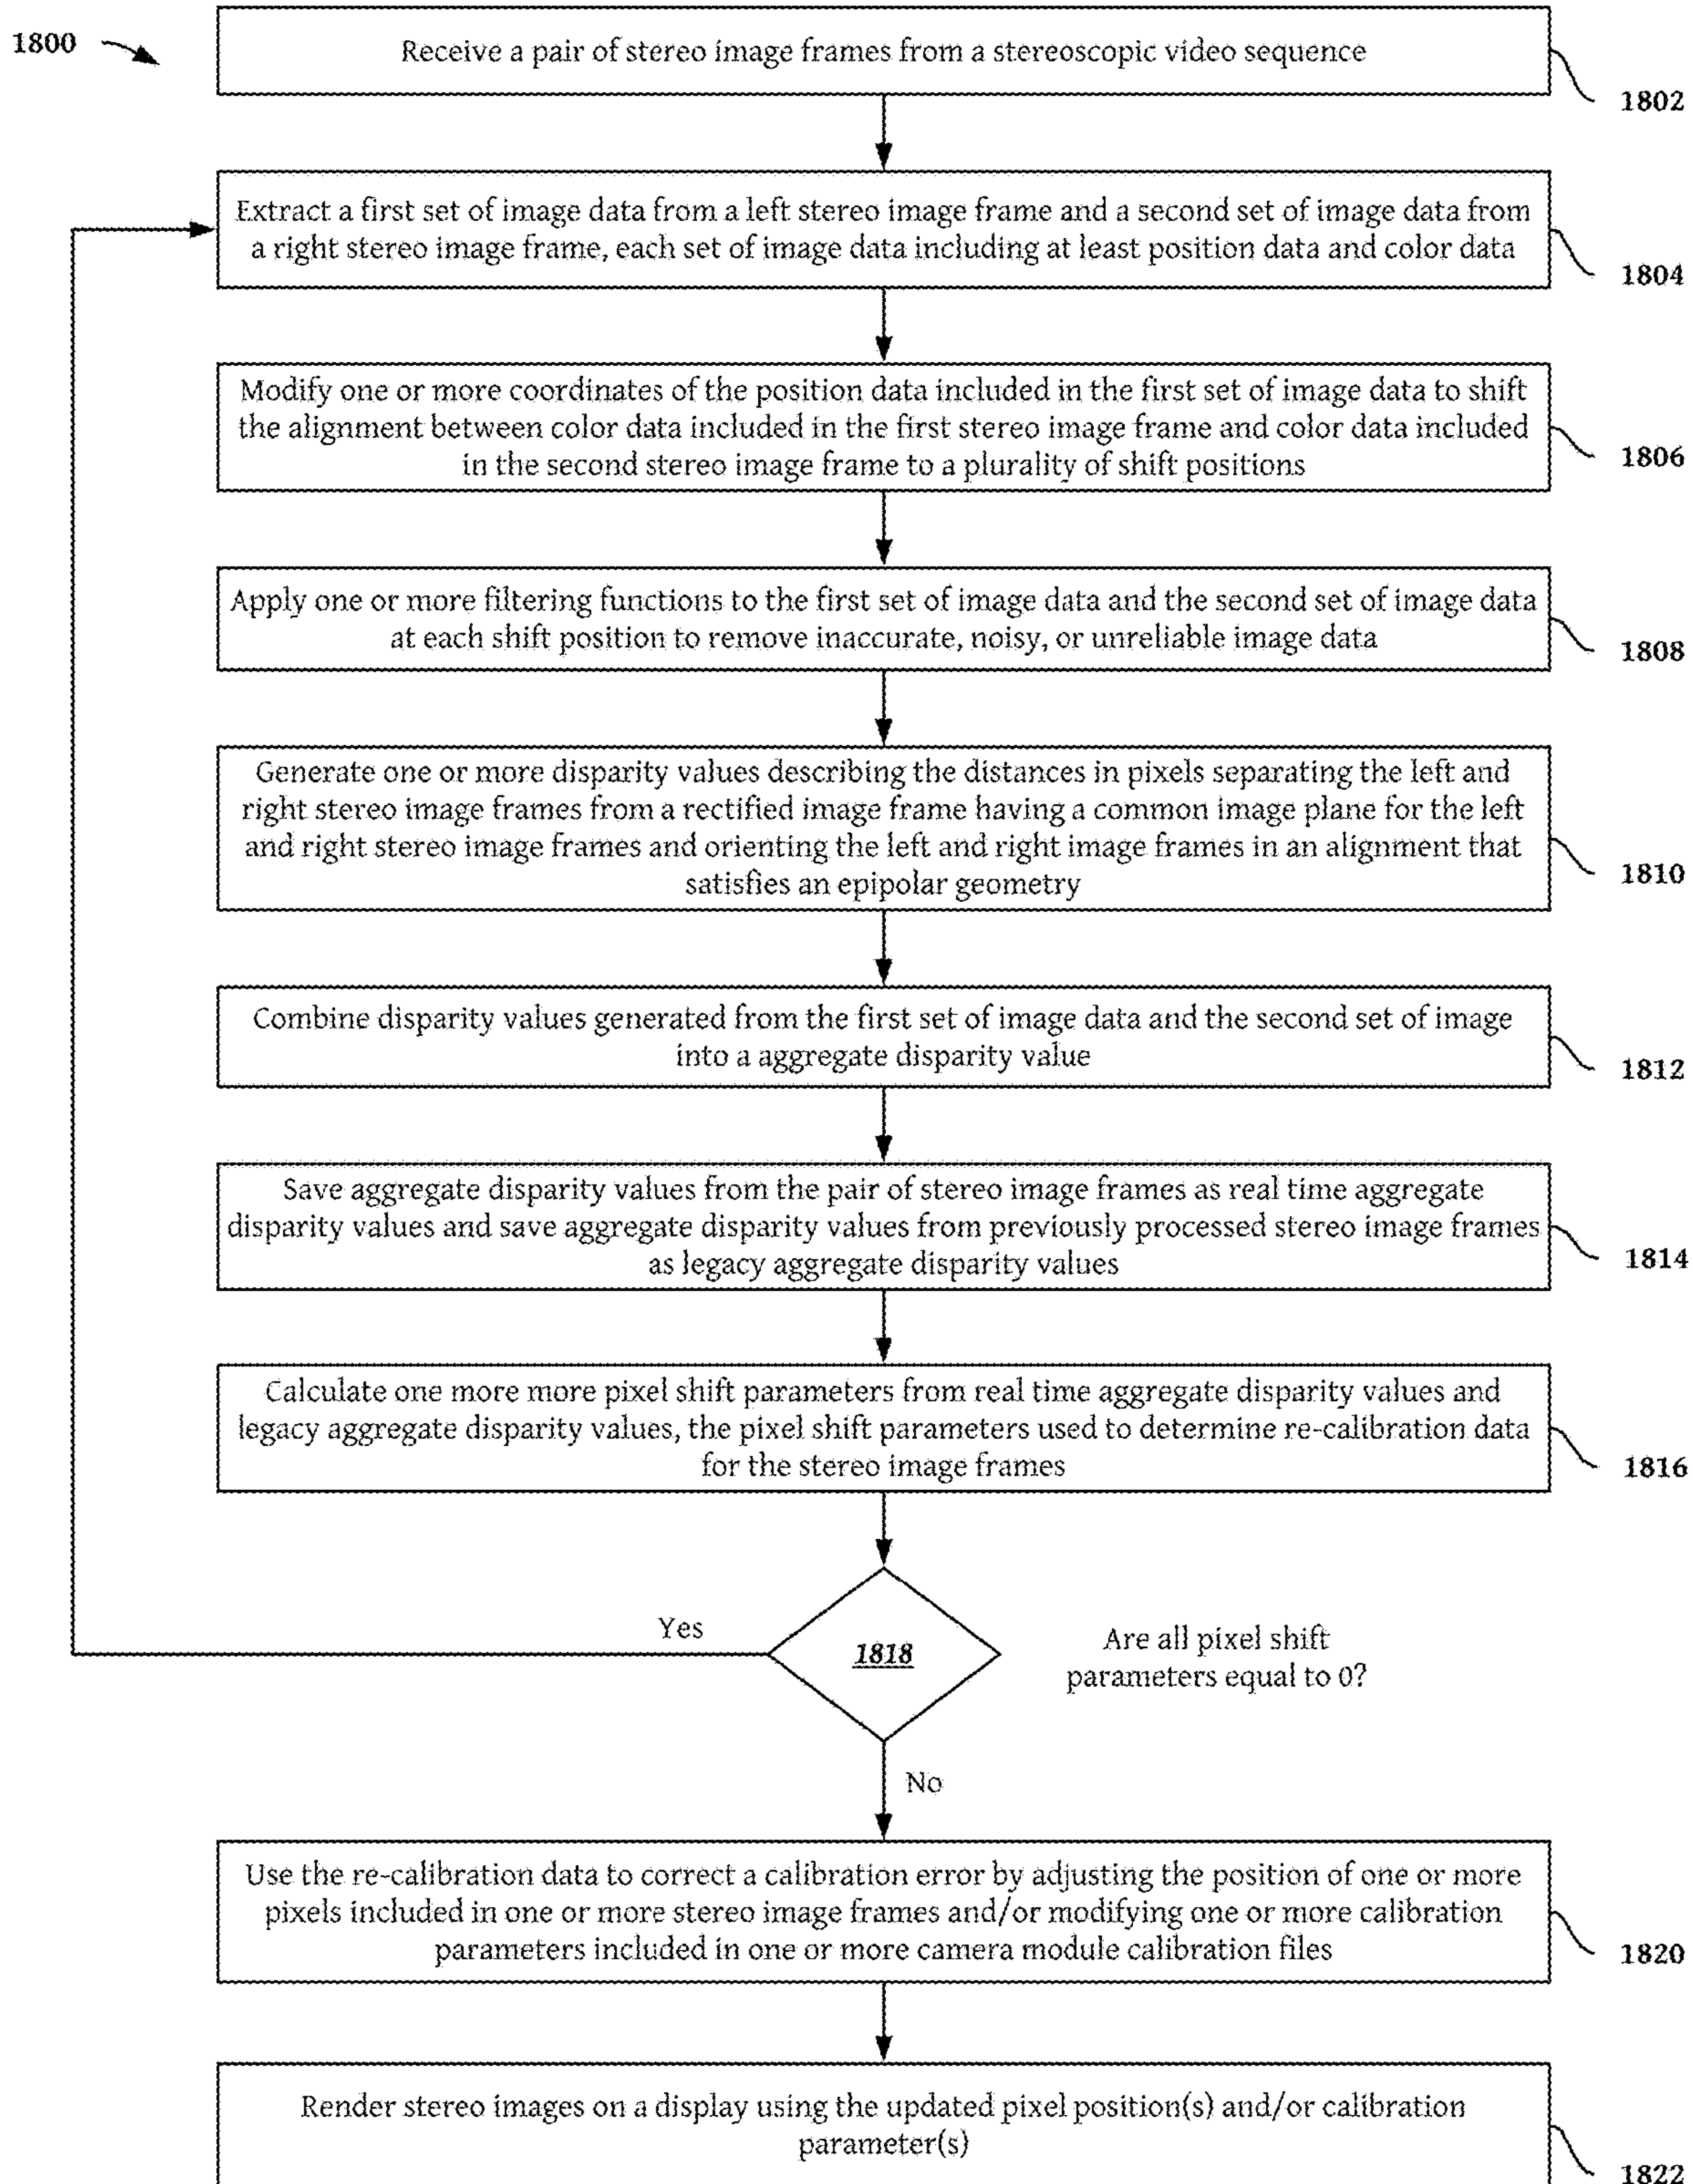 1800
Receive a pair of stereo image frames from a stereoscopic video sequence
1802
Extract a first set of image data from a left stereo image frame and a second set of image data from
a right stereo image frame, each set of image data including at least position data and color data
1804
Modify one or more coordinates of the position data included in the first set of image data to shift
the alignment between color data included in the first stereo image frame and color data included
in the second stereo image frame to a plurality of shift positions
1806
Apply one or more filtering functions to the first set of image data and the second set of image data
at each shift position to remove inaccurate, noisy, or unreliable image data
1808
Generate one or more disparity values describing the distances in pixels separating the left and
right stereo image frames from a rectified image frame having a common image plane for the left
and right stereo image frames and orienting the left and right image frames in an alignment that
satisfies an epipolar geometry
1810
Combine disparity values generated from the first set of image data and the second set of image
into a aggregate disparity value
1812
Save aggregate disparity values from the pair of stereo image frames as real time aggregate
disparity values and save aggregate disparity values from previously processed stereo image frames
as legacy aggregate disparity values
1814
Calculate one more more pixel shift parameters from real time aggregate disparity values and
legacy aggregate disparity values, the pixel shift parameters used to determine re-calibration data
for the stereo image frames
1816
Yes
1818
Are all pixel shift
parameters equal to 0?
No
Use the re-calibration data to correct a calibration error by adjusting the position of one or more
pixels included in one or more stereo image frames and/or modifying one or more calibration
parameters included in one or more camera module calibration files
1820
Render stereo images on a display using the updated pixel position(s) and/or calibration
parameter(s)
1822